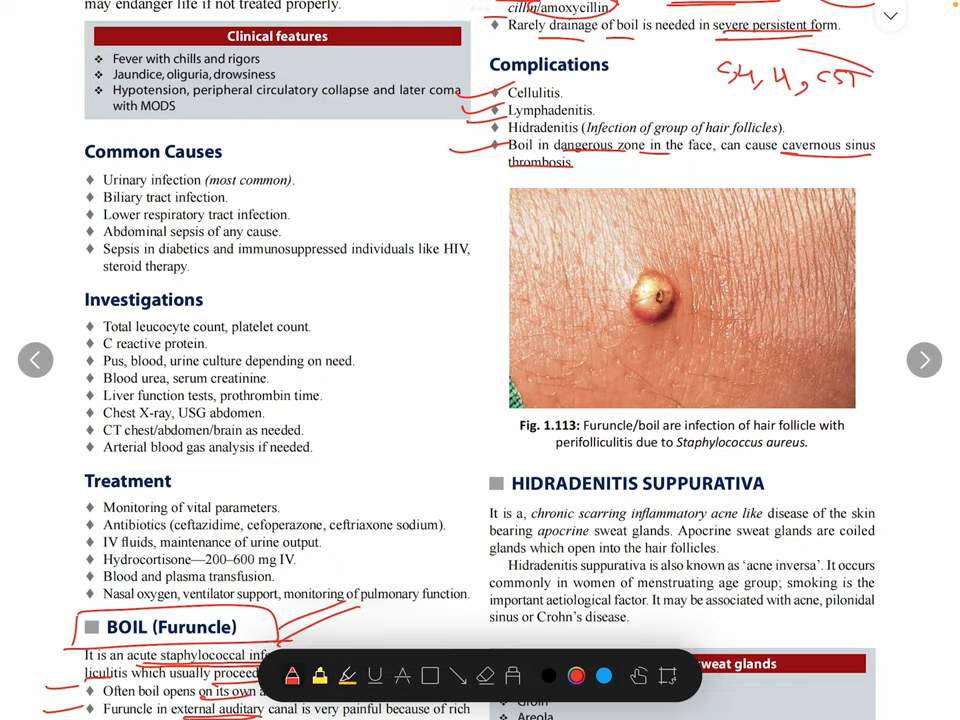 may endanger life if not treated properly.
Clinical features
❖ Fever with chills and rigors
❖ Jaundice, oliguria, drowsiness
❖ Hypotension, peripheral circulatory collapse and later coma
with MODS
Common Causes
♦ Urinary infection (most common).
♦ Biliary tract infection.
♦ Lower respiratory tract infection.
♦ Abdominal sepsis of any cause.
♦ Sepsis in diabetics and immunosuppressed individuals like HIV,
steroid therapy.
Investigations
♦ Total leucocyte count, platelet count.
♦ C reactive protein.
♦ Pus, blood, urine culture depending on need.
♦ Blood urea, serum creatinine.
♦ Liver function tests, prothrombin time.
♦ Chest X-ray, USG abdomen.
♦ CT chest/abdomen/brain as needed.
♦ Arterial blood gas analysis if needed.
Treatment
♦ Monitoring of vital parameters.
♦ Antibiotics (ceftazidime, cefoperazone, ceftriaxone sodium).
♦ IV fluids, maintenance of urine output.
♦ Hydrocortisone—200–600 mg IV.
♦ Blood and plasma transfusion.
♦ Nasal oxygen, ventilator support, monitoring of pulmonary function.
BOIL (Furuncle)
It is an acute staphylococcal
liculitis which usually
♦ Often boil opens on its own
♦ Furuncle in external auditory canal is very painful because of rich
cillin/amoxycillin
♦ Rarely drainage of boil is needed in severe persistent form.
Complications
♦ Cellulitis.
♦ Lymphadenitis.
♦ Hidradenitis (Infection of group of hair follicles).
♦ Boil in dangerous zone in the face, can cause cavernous sinus
thrombosis.
Fig. 1.113: Furuncle/boil are infection of hair follicle with
perifolliculitis due to Staphylococcus aureus.
HIDRADENITIS SUPPURATIVA
It is a, chronic scarring inflammatory acne like disease of the skin
bearing apocrine sweat glands. Apocrine sweat glands are coiled
glands which open into the hair follicles.
Hidradenitis suppurativa is also known as ‘acne inversa’. It occurs
commonly in women of menstruating age group; smoking is the
important aetiological factor. It may be associated with acne, pilonidal
sinus or Crohn’s disease.
sweat glands
❖ Groin
❖ Areola